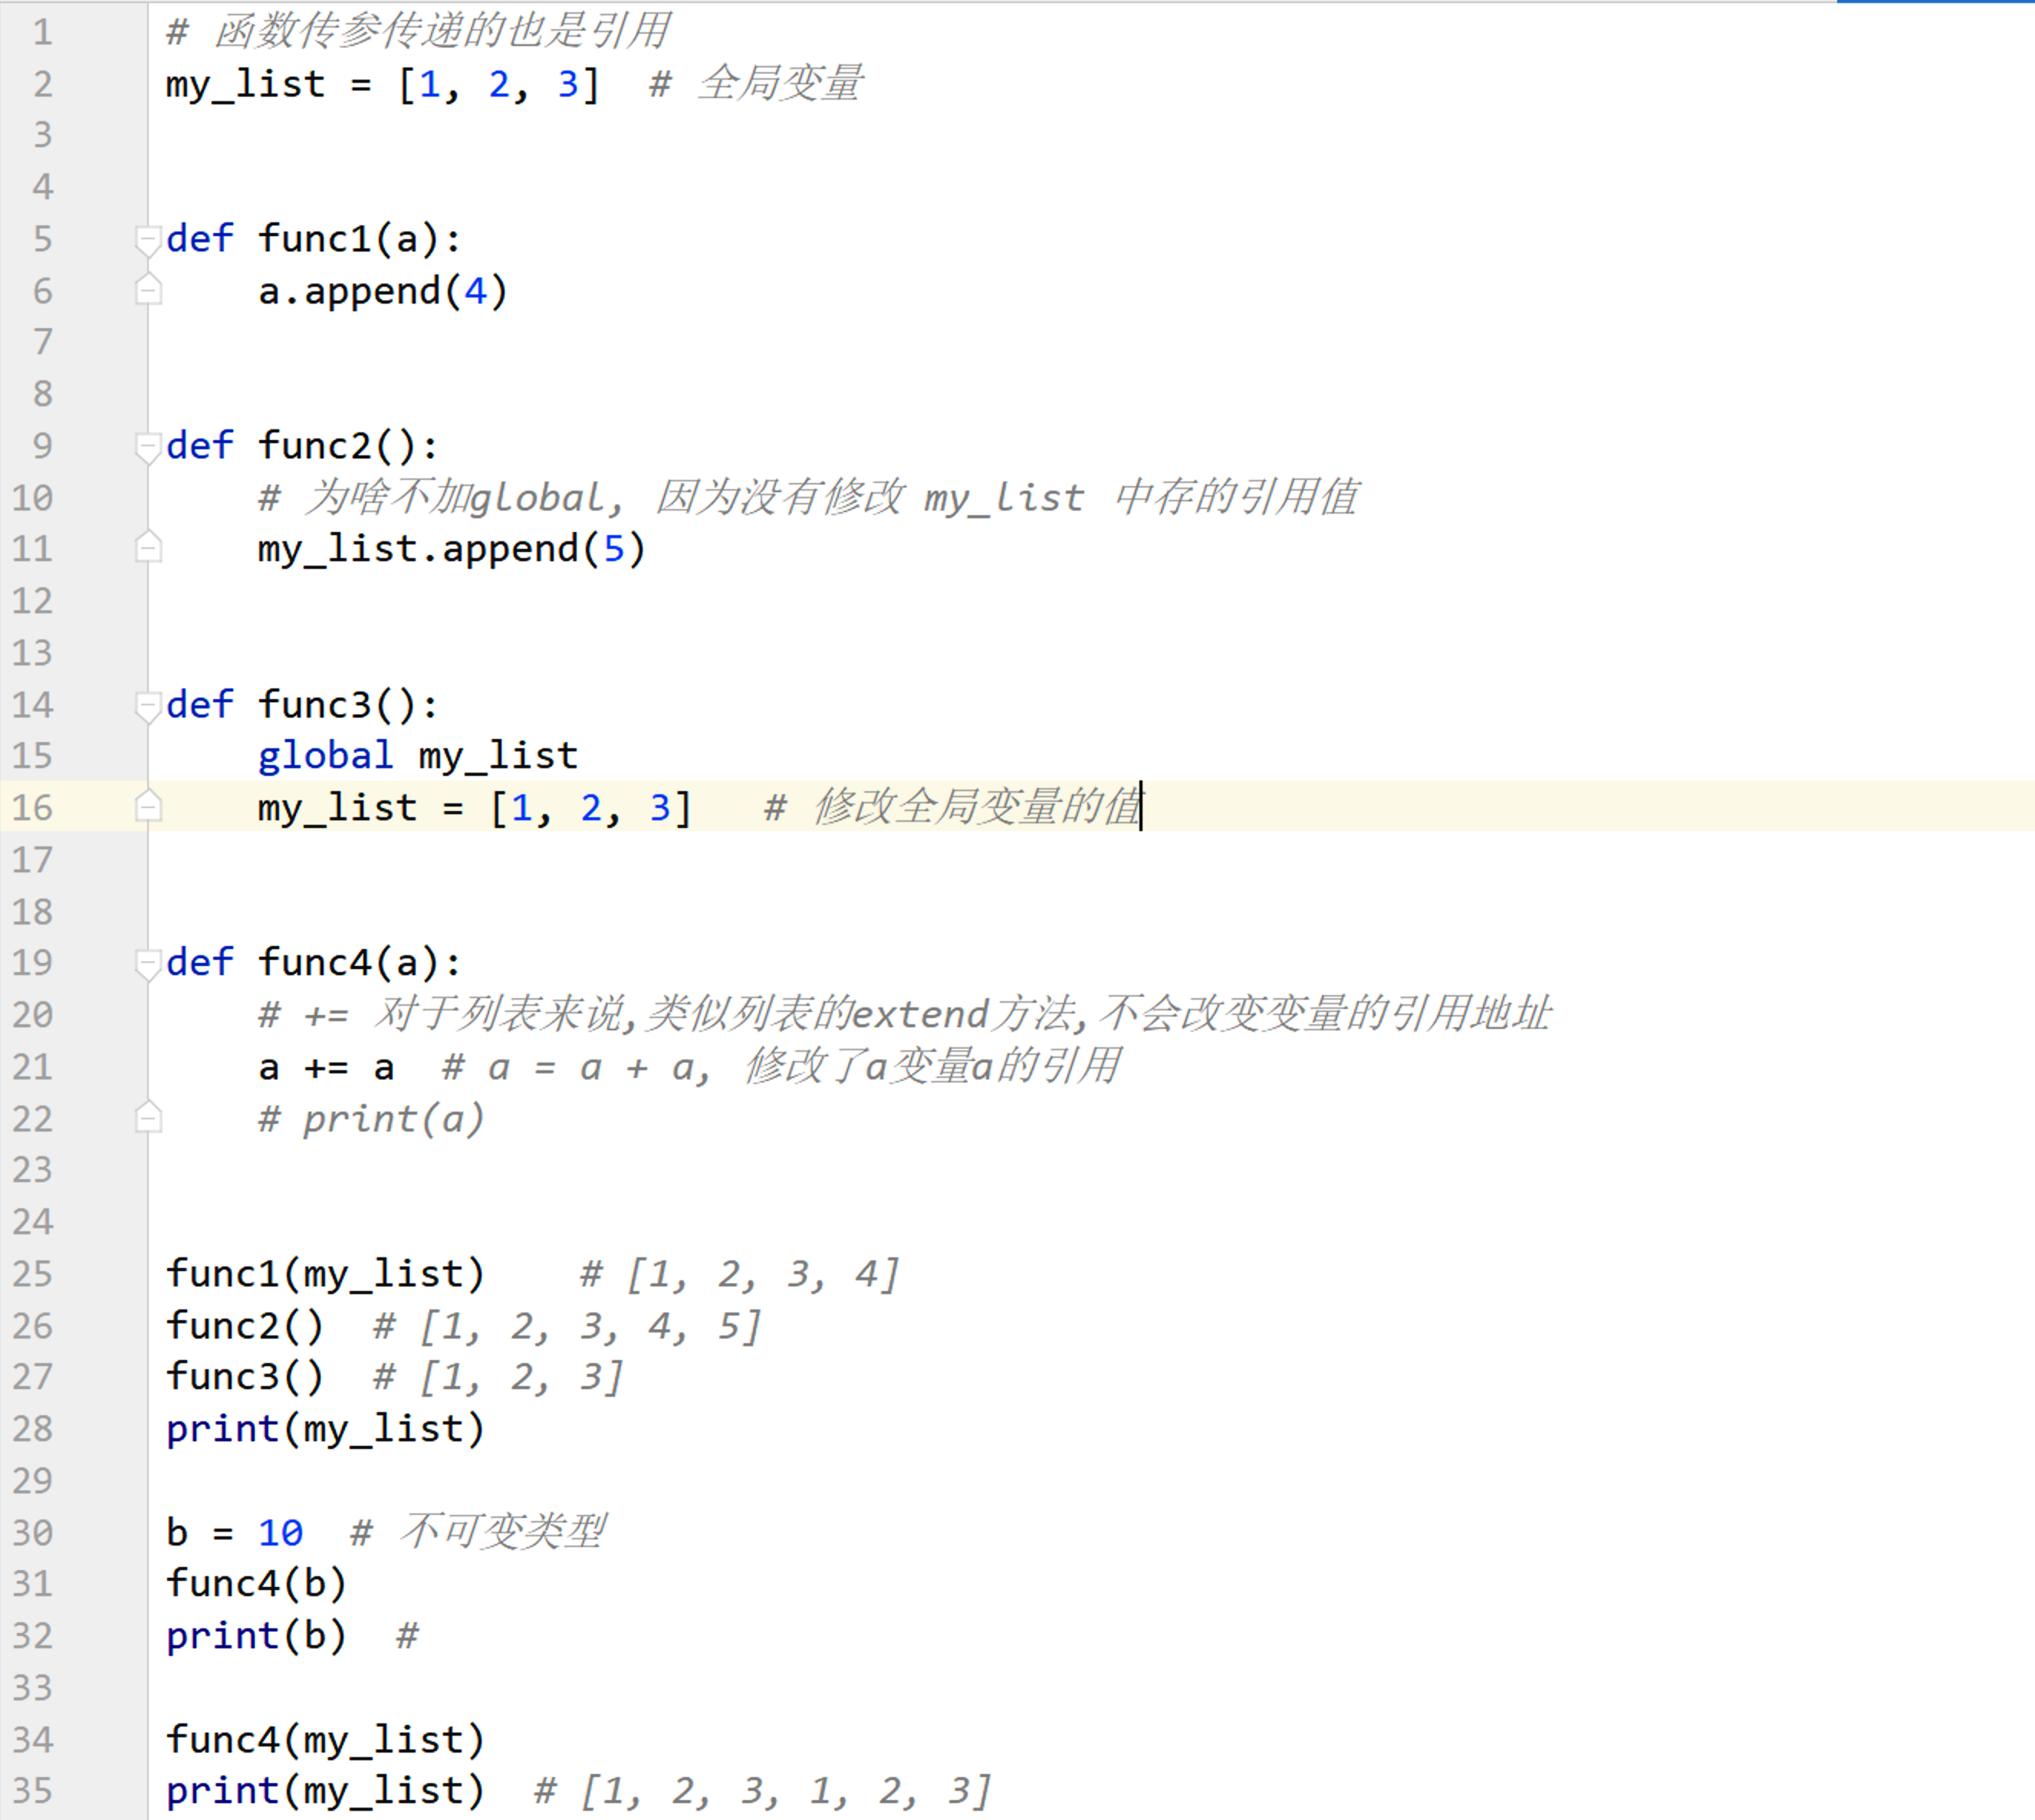 1 # 函数传参传递的也是引用
2 my_list = [1, 2, 3]  # 全局变量
3
4
5 def func1(a):
6     a.append(4)
7
8
9 def func2():
10     # 为啥不加global, 因为没有修改 my_list 中存的引用值
11     my_list.append(5)
12
13
14 def func3():
15     global my_list
16     my_list = [1, 2, 3]   # 修改全局变量的值
17
18
19 def func4(a):
20     # += 对于列表来说,类似列表的extend方法,不会改变变量的引用地址
21     a += a  # a = a + a, 修改了a变量a的引用
22     # print(a)
23
24
25 func1(my_list)    # [1, 2, 3, 4]
26 func2()  # [1, 2, 3, 4, 5]
27 func3()  # [1, 2, 3]
28 print(my_list)
29
30 b = 10  # 不可变类型
31 func4(b)
32 print(b)  #
33
34 func4(my_list)
35 print(my_list)  # [1, 2, 3, 1, 2, 3]